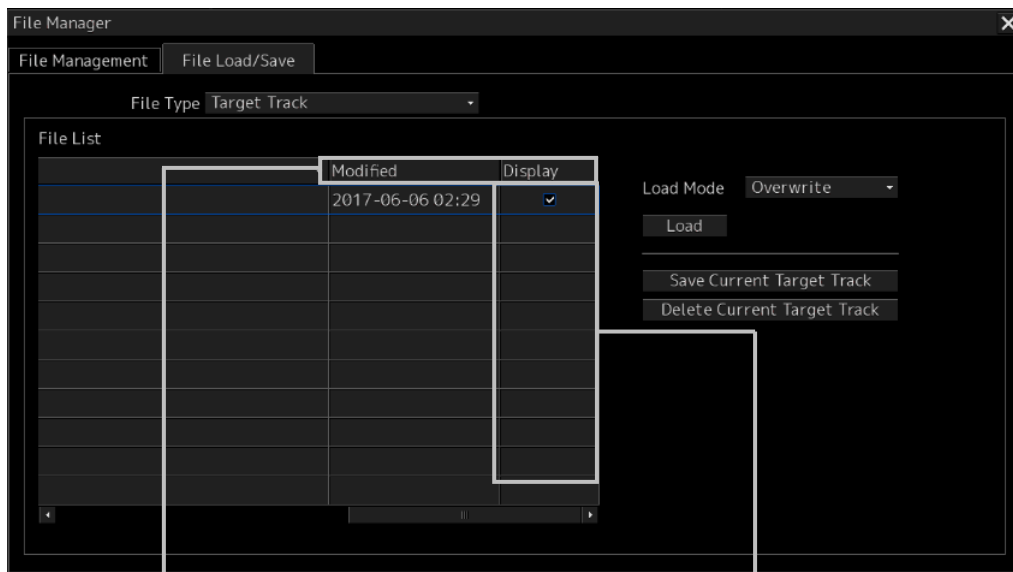 File Manager
File Management File Load/Save
File Type Target Track
File List
Modified Display
2017-06-06 02:29
Load Mode Overwrite
Load
Save Current Target Track
Delete Current Target Track